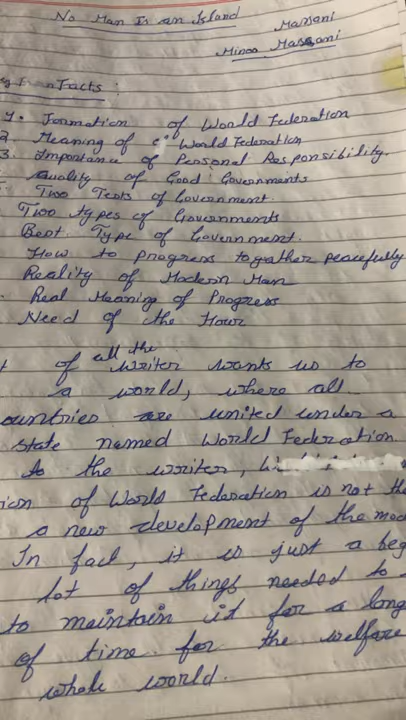 No Man Is an Island
Massani
Minoo Massani
Facts :
1. Formation of World Federation
2 Meaning of World Federation
3. Importance of Personal Responsibility.
Quality of Good Governments
Two Tests of Government.
Two types of Governments
Best Type of Government.
How to progress togather peacefully
Reality of Modern Man
Real Meaning of Progress
Need of the Hour
of all the writer wants us to
a world, where all
ountries are united under a
state named World Federation.
to the writer,
ion of World Federation is not the
a new development of the
In fact, it is just a beg
lot of things needed to
to maintain it for a long
of time for the welfare
whole world.